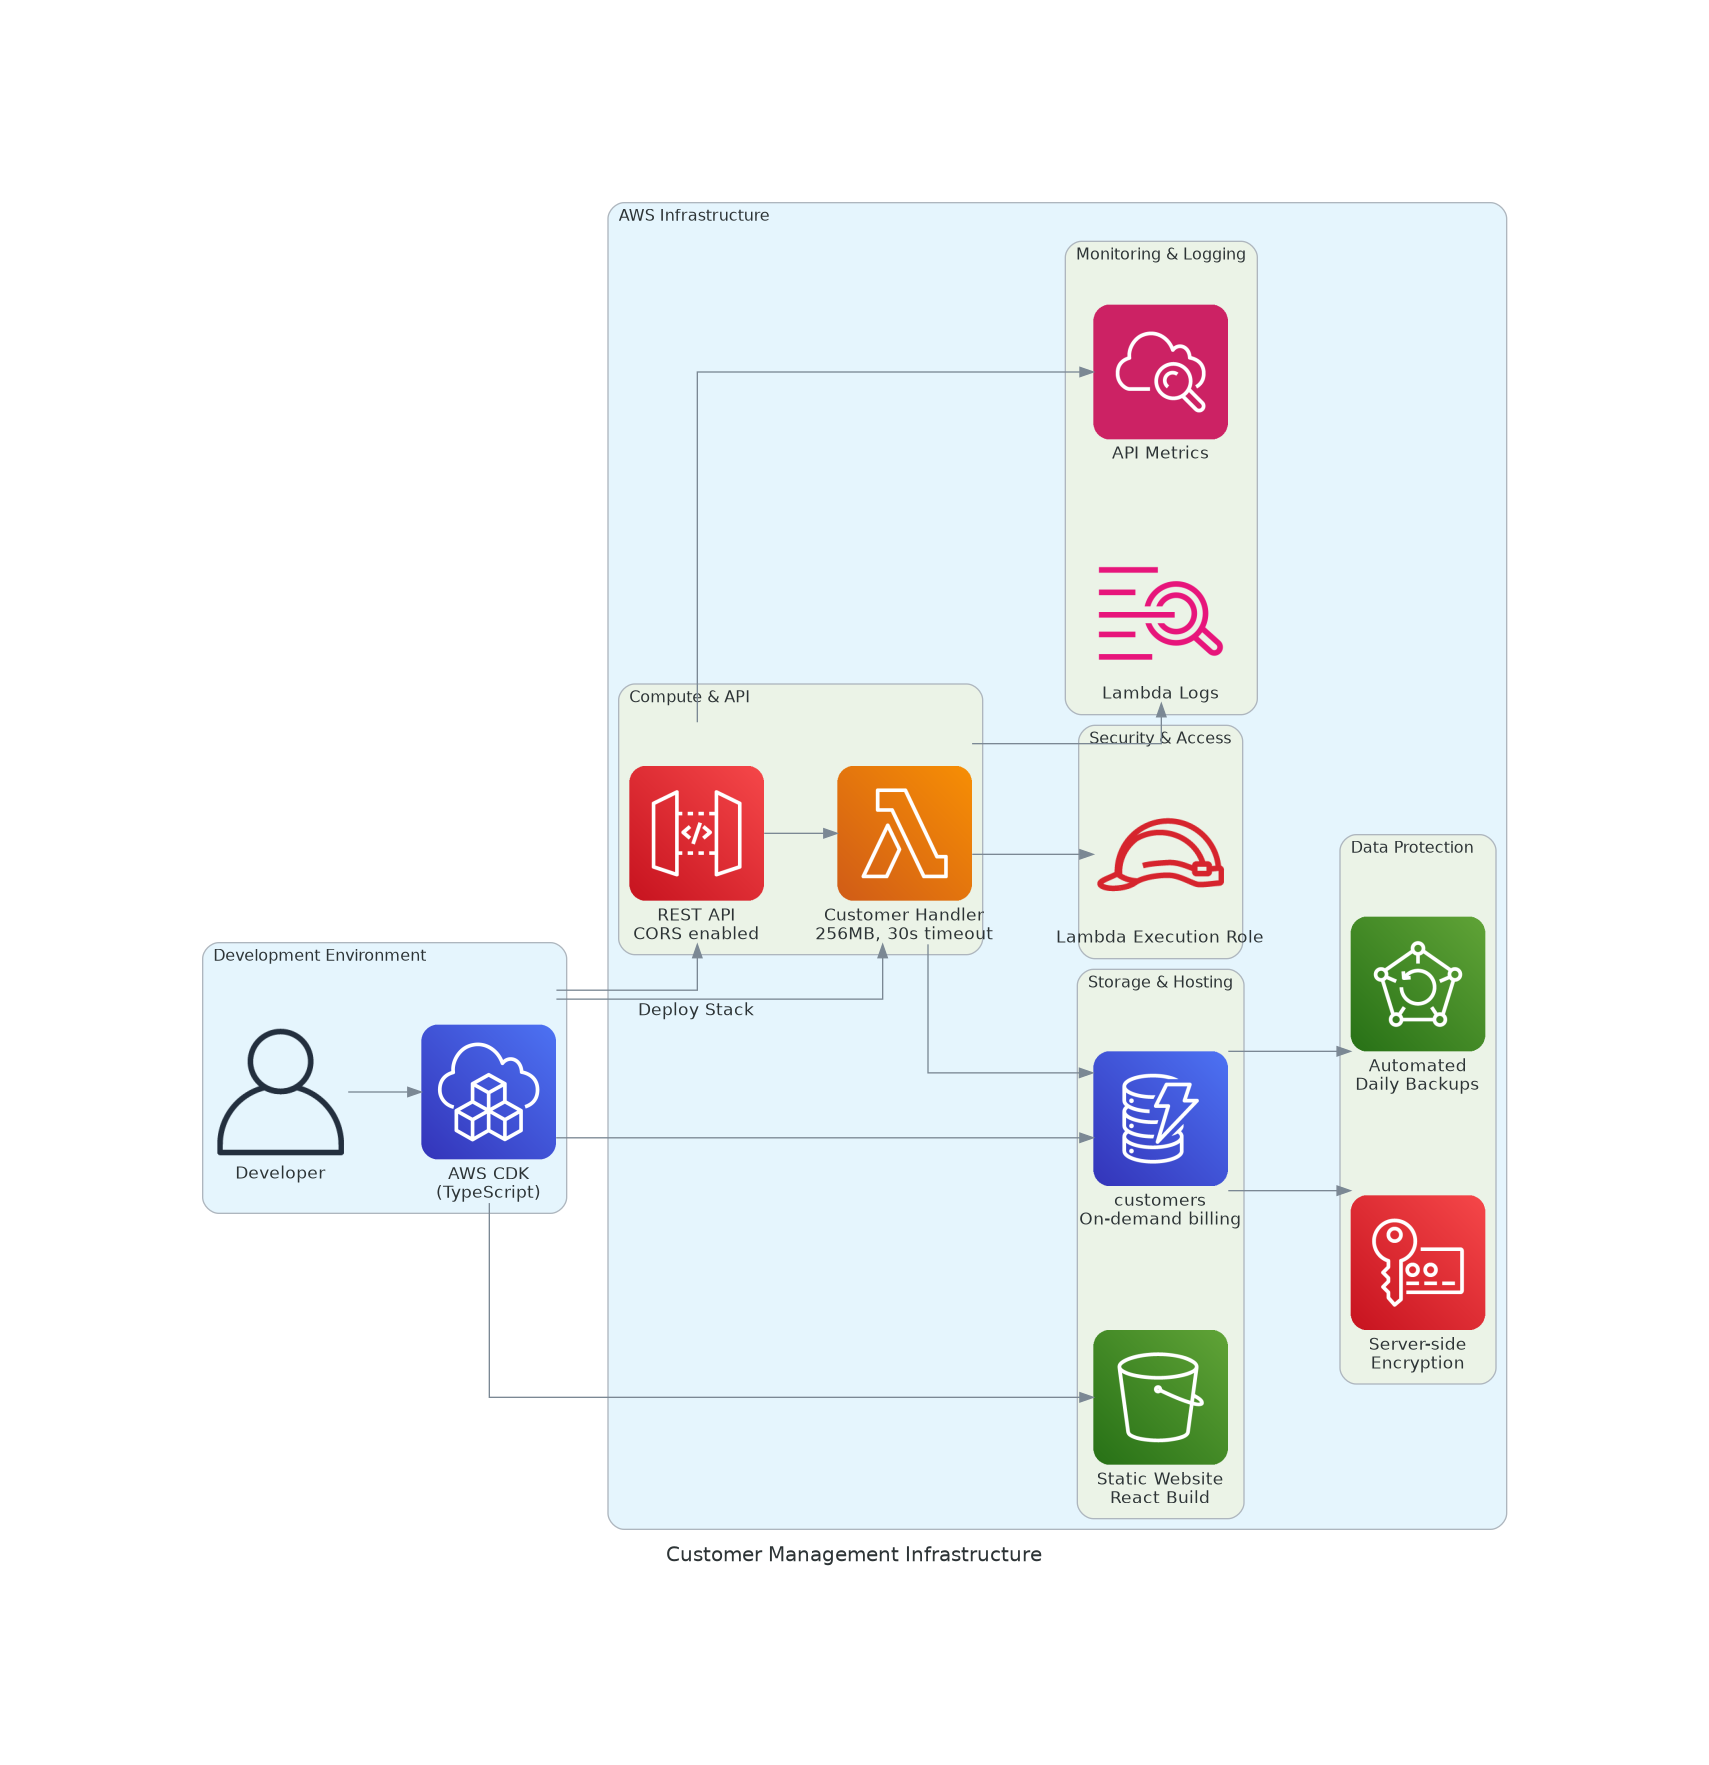 AWS Infrastructure
Monitoring & Logging
API Metrics
Lambda Logs
Compute & API
REST API
CORS enabled
Customer Handler
256MB, 30s timeout
Security & Access
Lambda Execution Role
Data Protection
Automated
Daily Backups
Server-side
Encryption
Development Environment
Developer
AWS CDK
(TypeScript)
Deploy Stack
Storage & Hosting
customers
On-demand billing
Static Website
React Build
Customer Management Infrastructure